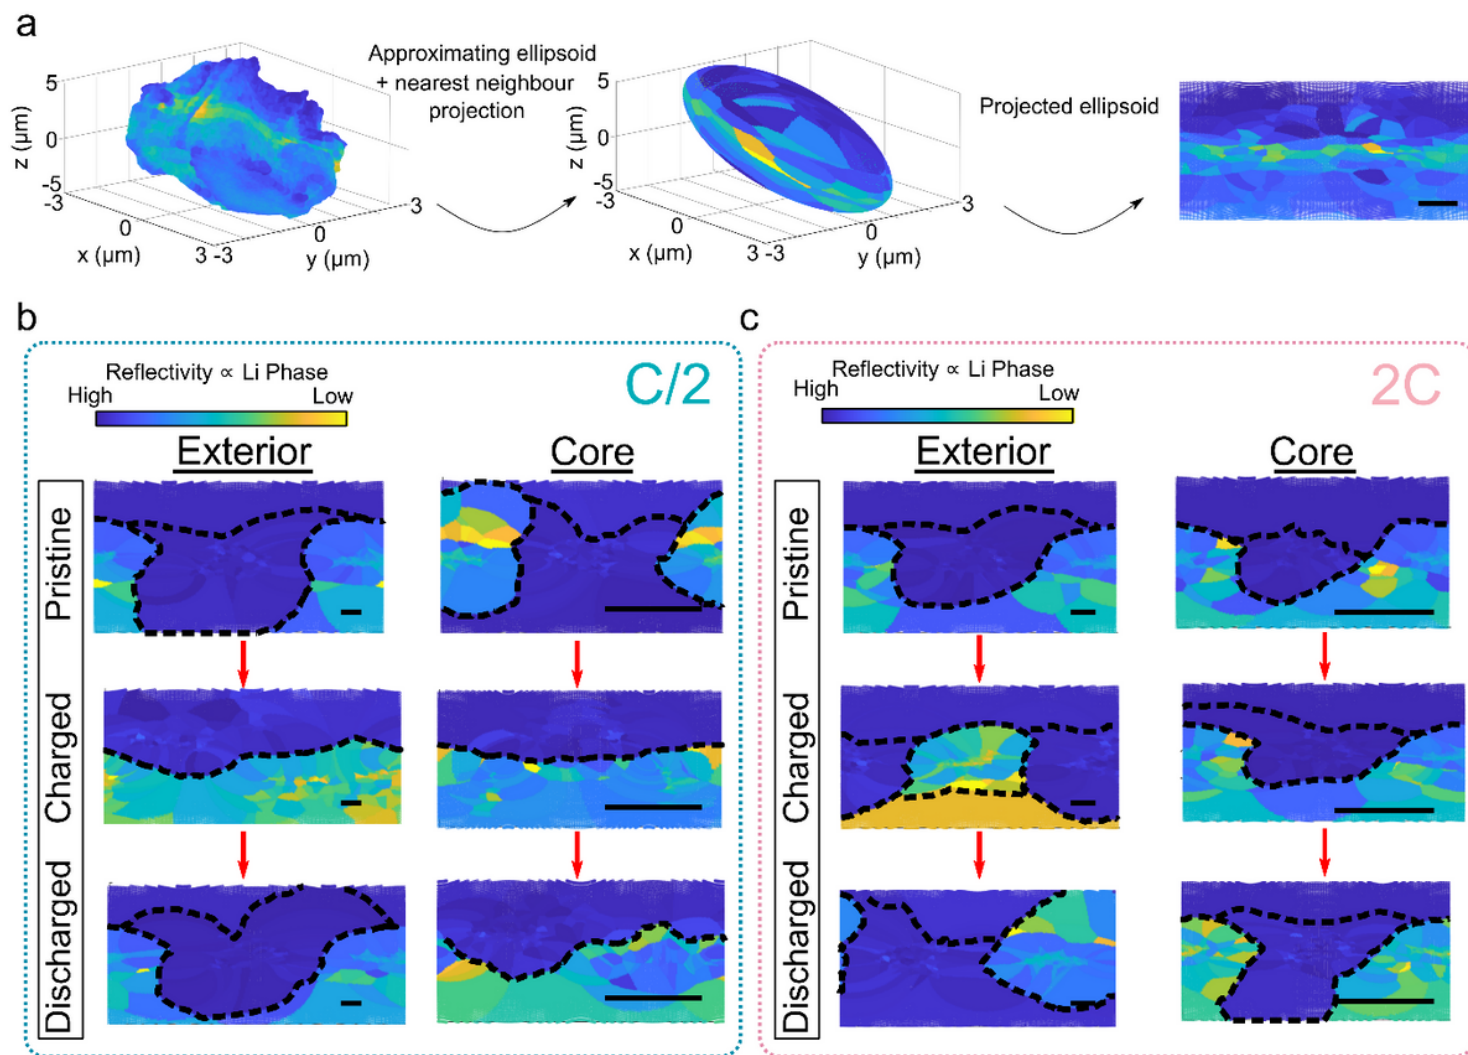 a
Approximating ellipsoid
+ nearest neighbour
projection
Projected ellipsoid
5
0
-5
z (µm)
-3
0
3
x (µm)
-3
0
3
y (µm)
5
0
-5
z (µm)
-3
0
3
x (µm)
-3
0
3
y (µm)
b
Reflectivity ∝ Li Phase
High
Low
C/2
Exterior
Core
Pristine
Charged
Discharged
c
Reflectivity ∝ Li Phase
High
Low
2C
Exterior
Core
Pristine
Charged
Discharged